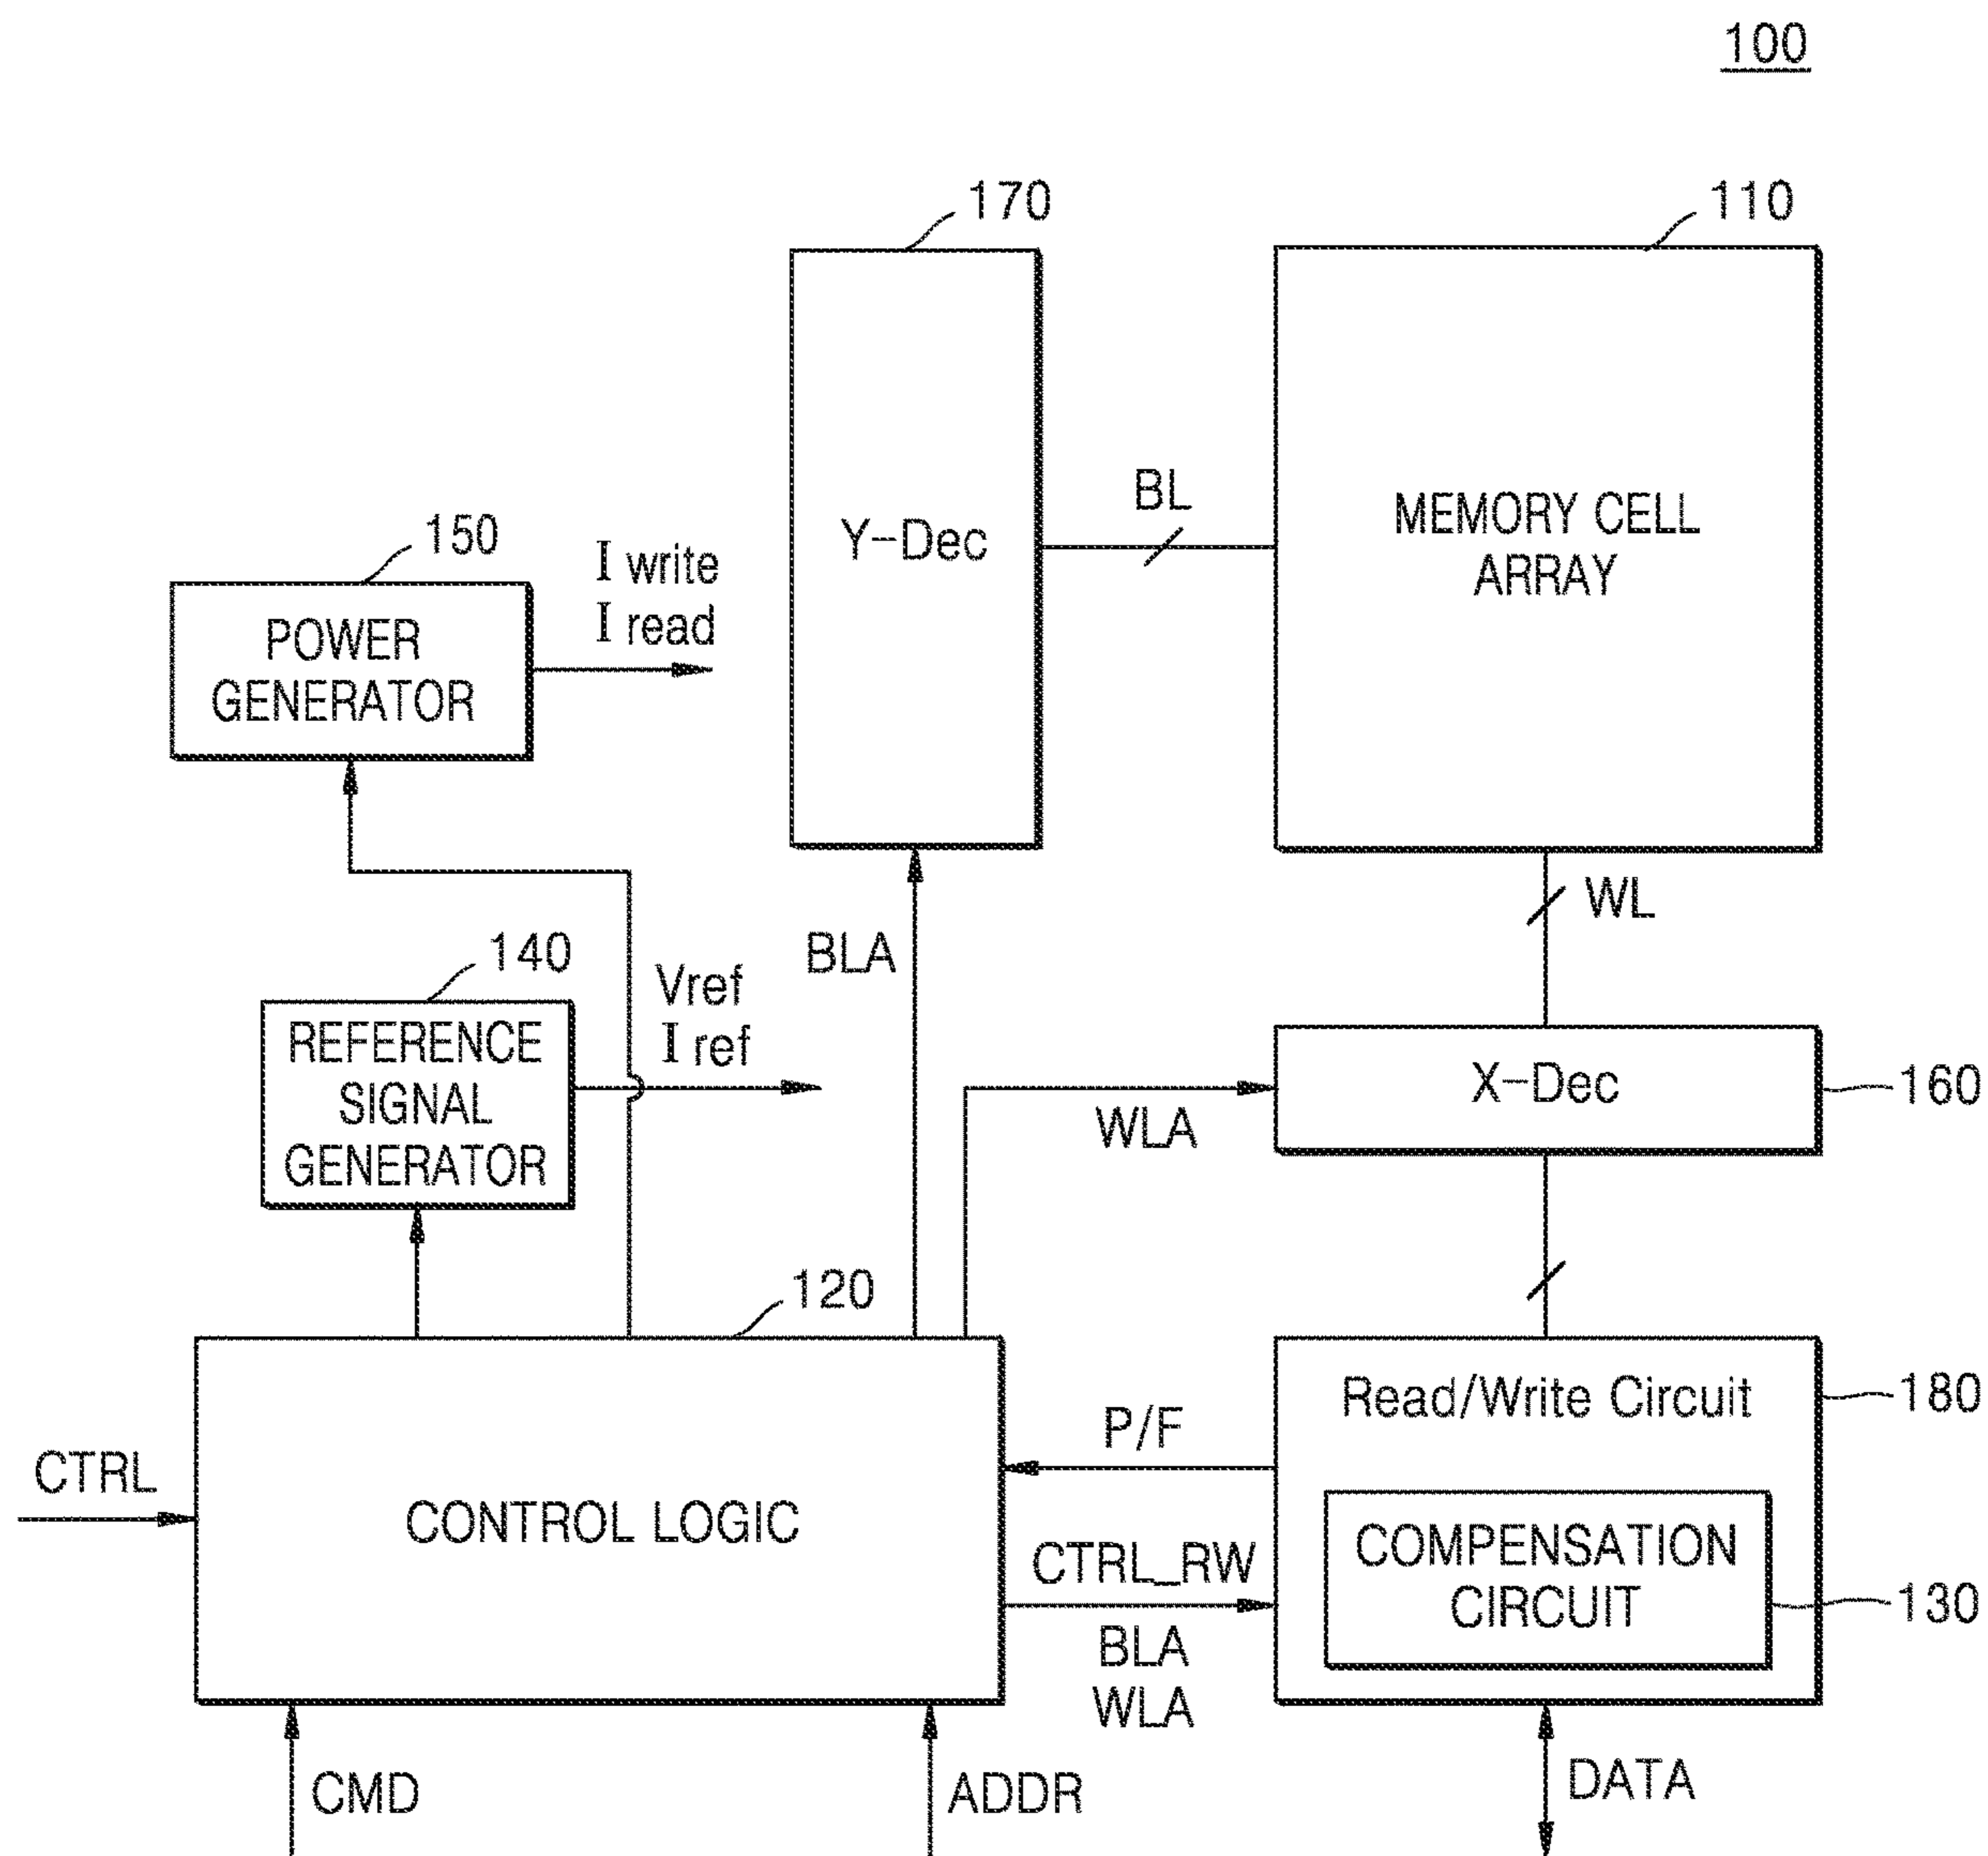 100
170
110
150
I write
I read
POWER
GENERATOR
Y-Dec
BL
MEMORY CELL
ARRAY
WL
140
Vref
I ref
BLA
REFERENCE
SIGNAL
GENERATOR
WLA
X-Dec
160
120
Read/Write Circuit
180
P/F
CTRL
CONTROL LOGIC
CTRL_RW
BLA
WLA
COMPENSATION
CIRCUIT
130
CMD
ADDR
DATA